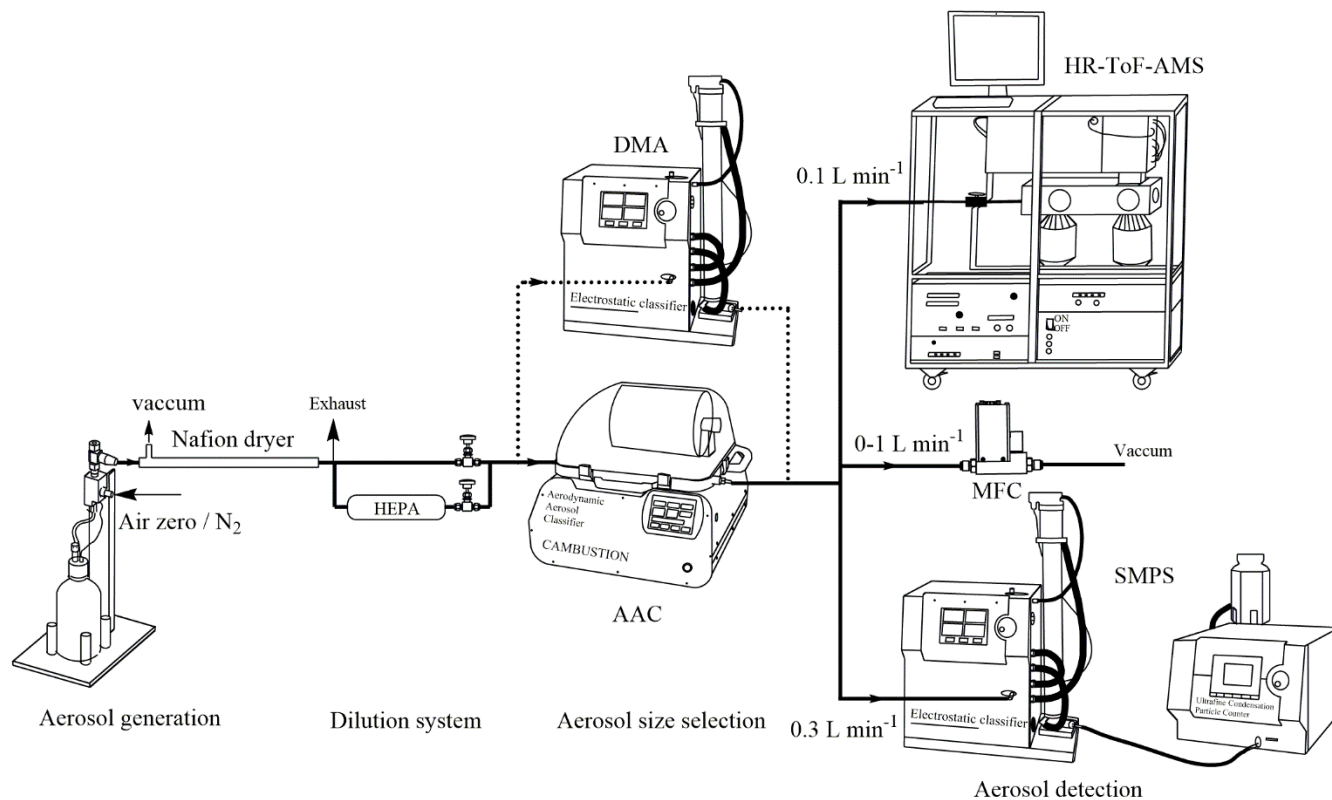 HR-ToF-AMS
DMA
0.1 L min-1
Electrostatic classifier
ON
OFF
vaccum
Exhaust
Nafion dryer
0-1 L min-1
Vaccum
MFC
HEPA
Air zero / N2
Aerodynamic
Aerosol
Classifier
CAMBUSTION
AAC
SMPS
Ultrafine Condensation
Particle Counter
Electrostatic classifier
0.3 L min-1
Aerosol generation
Dilution system
Aerosol size selection
Aerosol detection